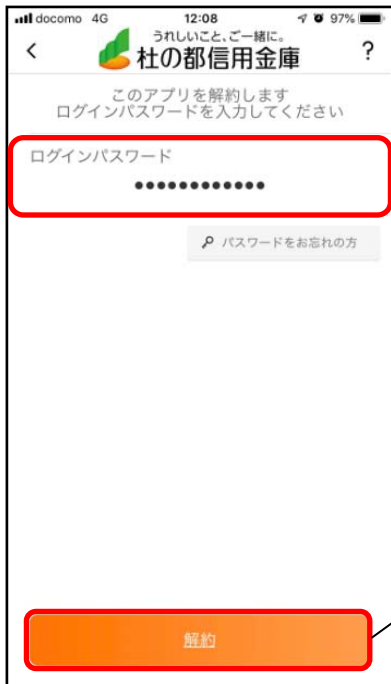 docomo 4G 12:08 97%
うれしいこと、ご一緒に。
杜の都信用金庫
?
このアプリを解約します
ログインパスワードを入力してください
ログインパスワード
••••••••••••
パスワードをお忘れの方
解約